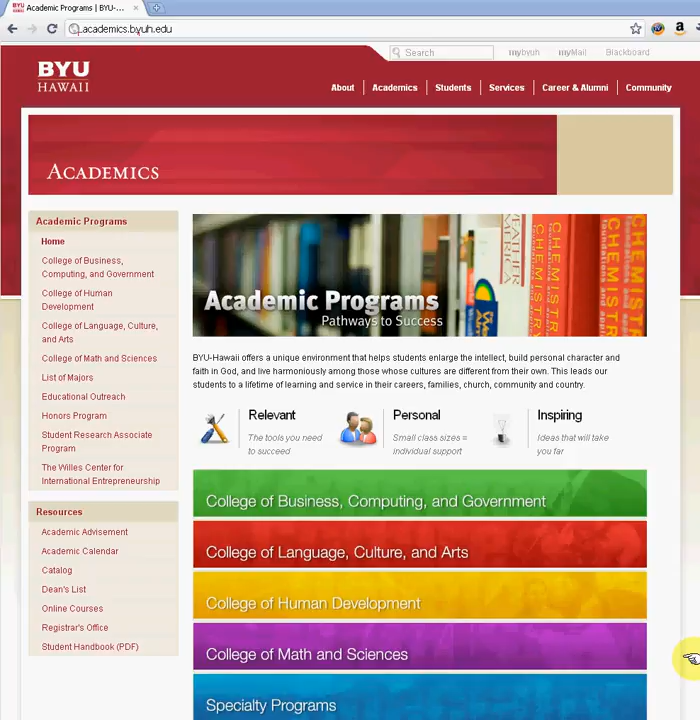 Academic Programs | BYU-...
academics.byuh.edu
Search
mybyuh
myMail
Blackboard
BYU
HAWAII
About
Academics
Students
Services
Career & Alumni
Community
ACADEMICS
Academic Programs
Home
College of Business,
Computing, and Government
College of Human
Development
College of Language, Culture,
and Arts
College of Math and Sciences
List of Majors
Educational Outreach
Honors Program
Student Research Associate
Program
The Willes Center for
International Entrepreneurship
Resources
Academic Advisement
Academic Calendar
Catalog
Dean's List
Online Courses
Registrar's Office
Student Handbook (PDF)
AMERICA
CHEMISTRY
CHEMISTRY
CHEMISTRY
Academic Programs
Pathways to Success
BYU-Hawaii offers a unique environment that helps students enlarge the intellect, build personal character and
faith in God, and live harmoniously among those whose cultures are different from their own. This leads our
students to a lifetime of learning and service in their careers, families, church, community and country.
Relevant
The tools you need
to succeed
Personal
Small class sizes =
individual support
Inspiring
Ideas that will take
you far
College of Business, Computing, and Government
College of Language, Culture, and Arts
College of Human Development
College of Math and Sciences
Specialty Programs